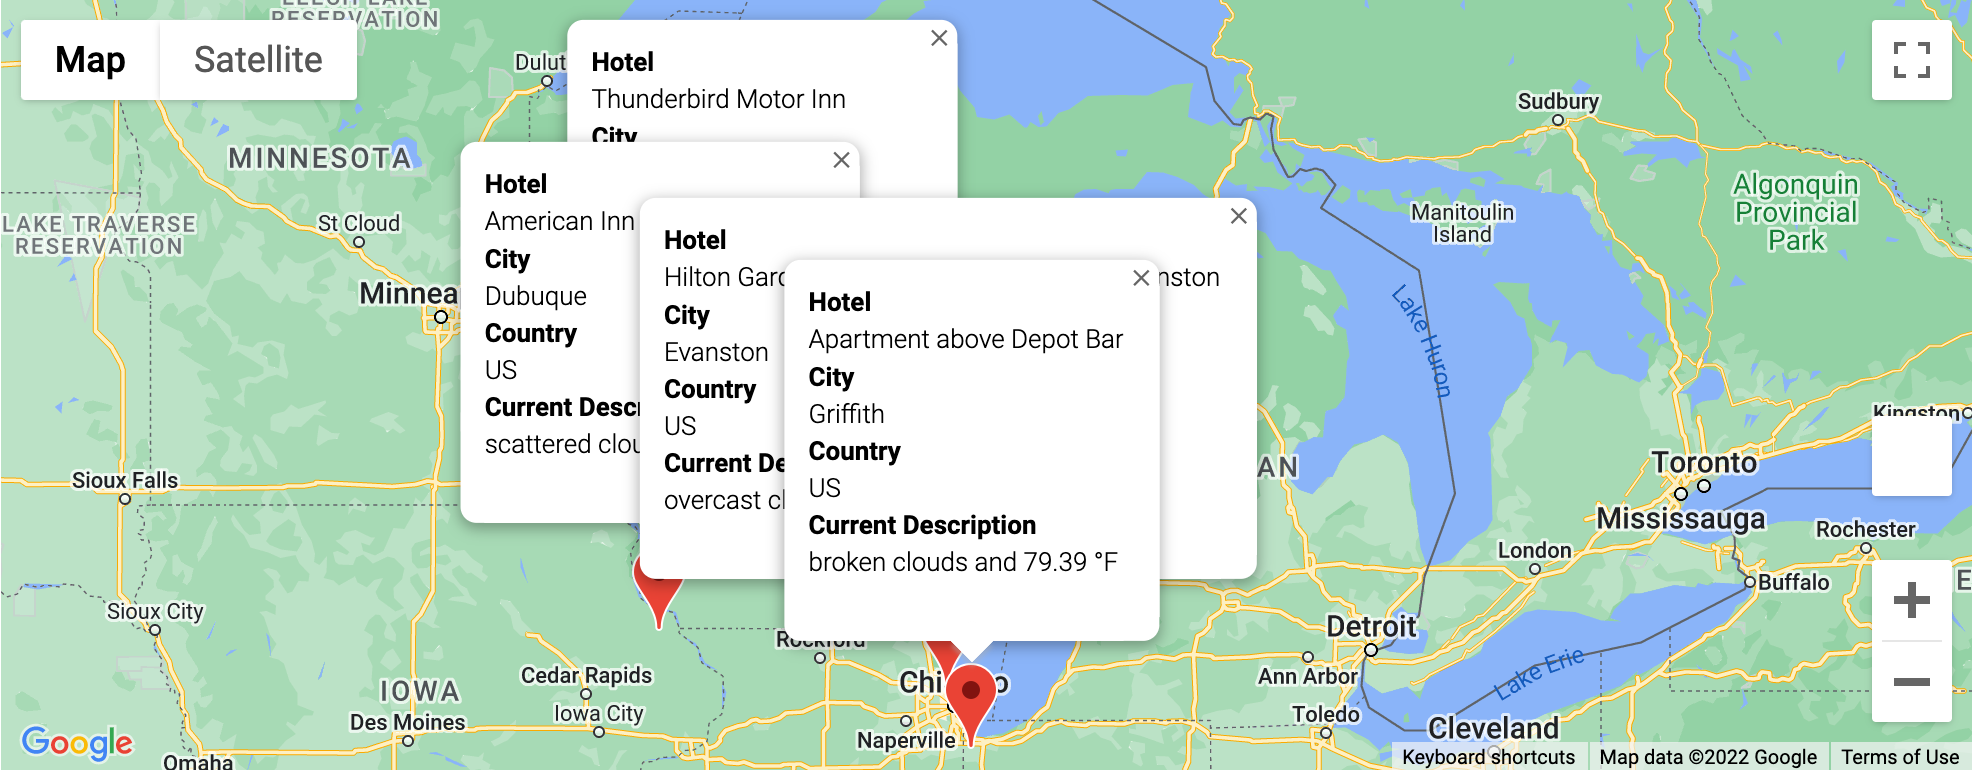 LEECH LAKE
RESERVATION
Map
Satellite
Duluth
MINNESOTA
LAKE TRAVERSE
RESERVATION
St Cloud
Minnea
Sioux Falls
Sioux City
IOWA
Des Moines
Omaha
Cedar Rapids
Iowa City
Google
Hotel
Thunderbird Motor Inn
City
Hotel
American Inn
City
Dubuque
Country
US
Current Descr
scattered clou
Hotel
Hilton Gard
nston
City
Evanston
Country
US
Current De
overcast cl
Hotel
Apartment above Depot Bar
City
Griffith
Country
US
Current Description
broken clouds and 79.39 °F
Rockford
Chi
o
Naperville
AN
Sudbury
Manitoulin
Island
Algonquin
Provincial
Park
Lake Huron
Kingston
Toronto
Mississauga
Rochester
London
Buffalo
E
Detroit
Ann Arbor
Lake Erie
Toledo
Cleveland
Keyboard shortcuts
Map data ©2022 Google
Terms of Use